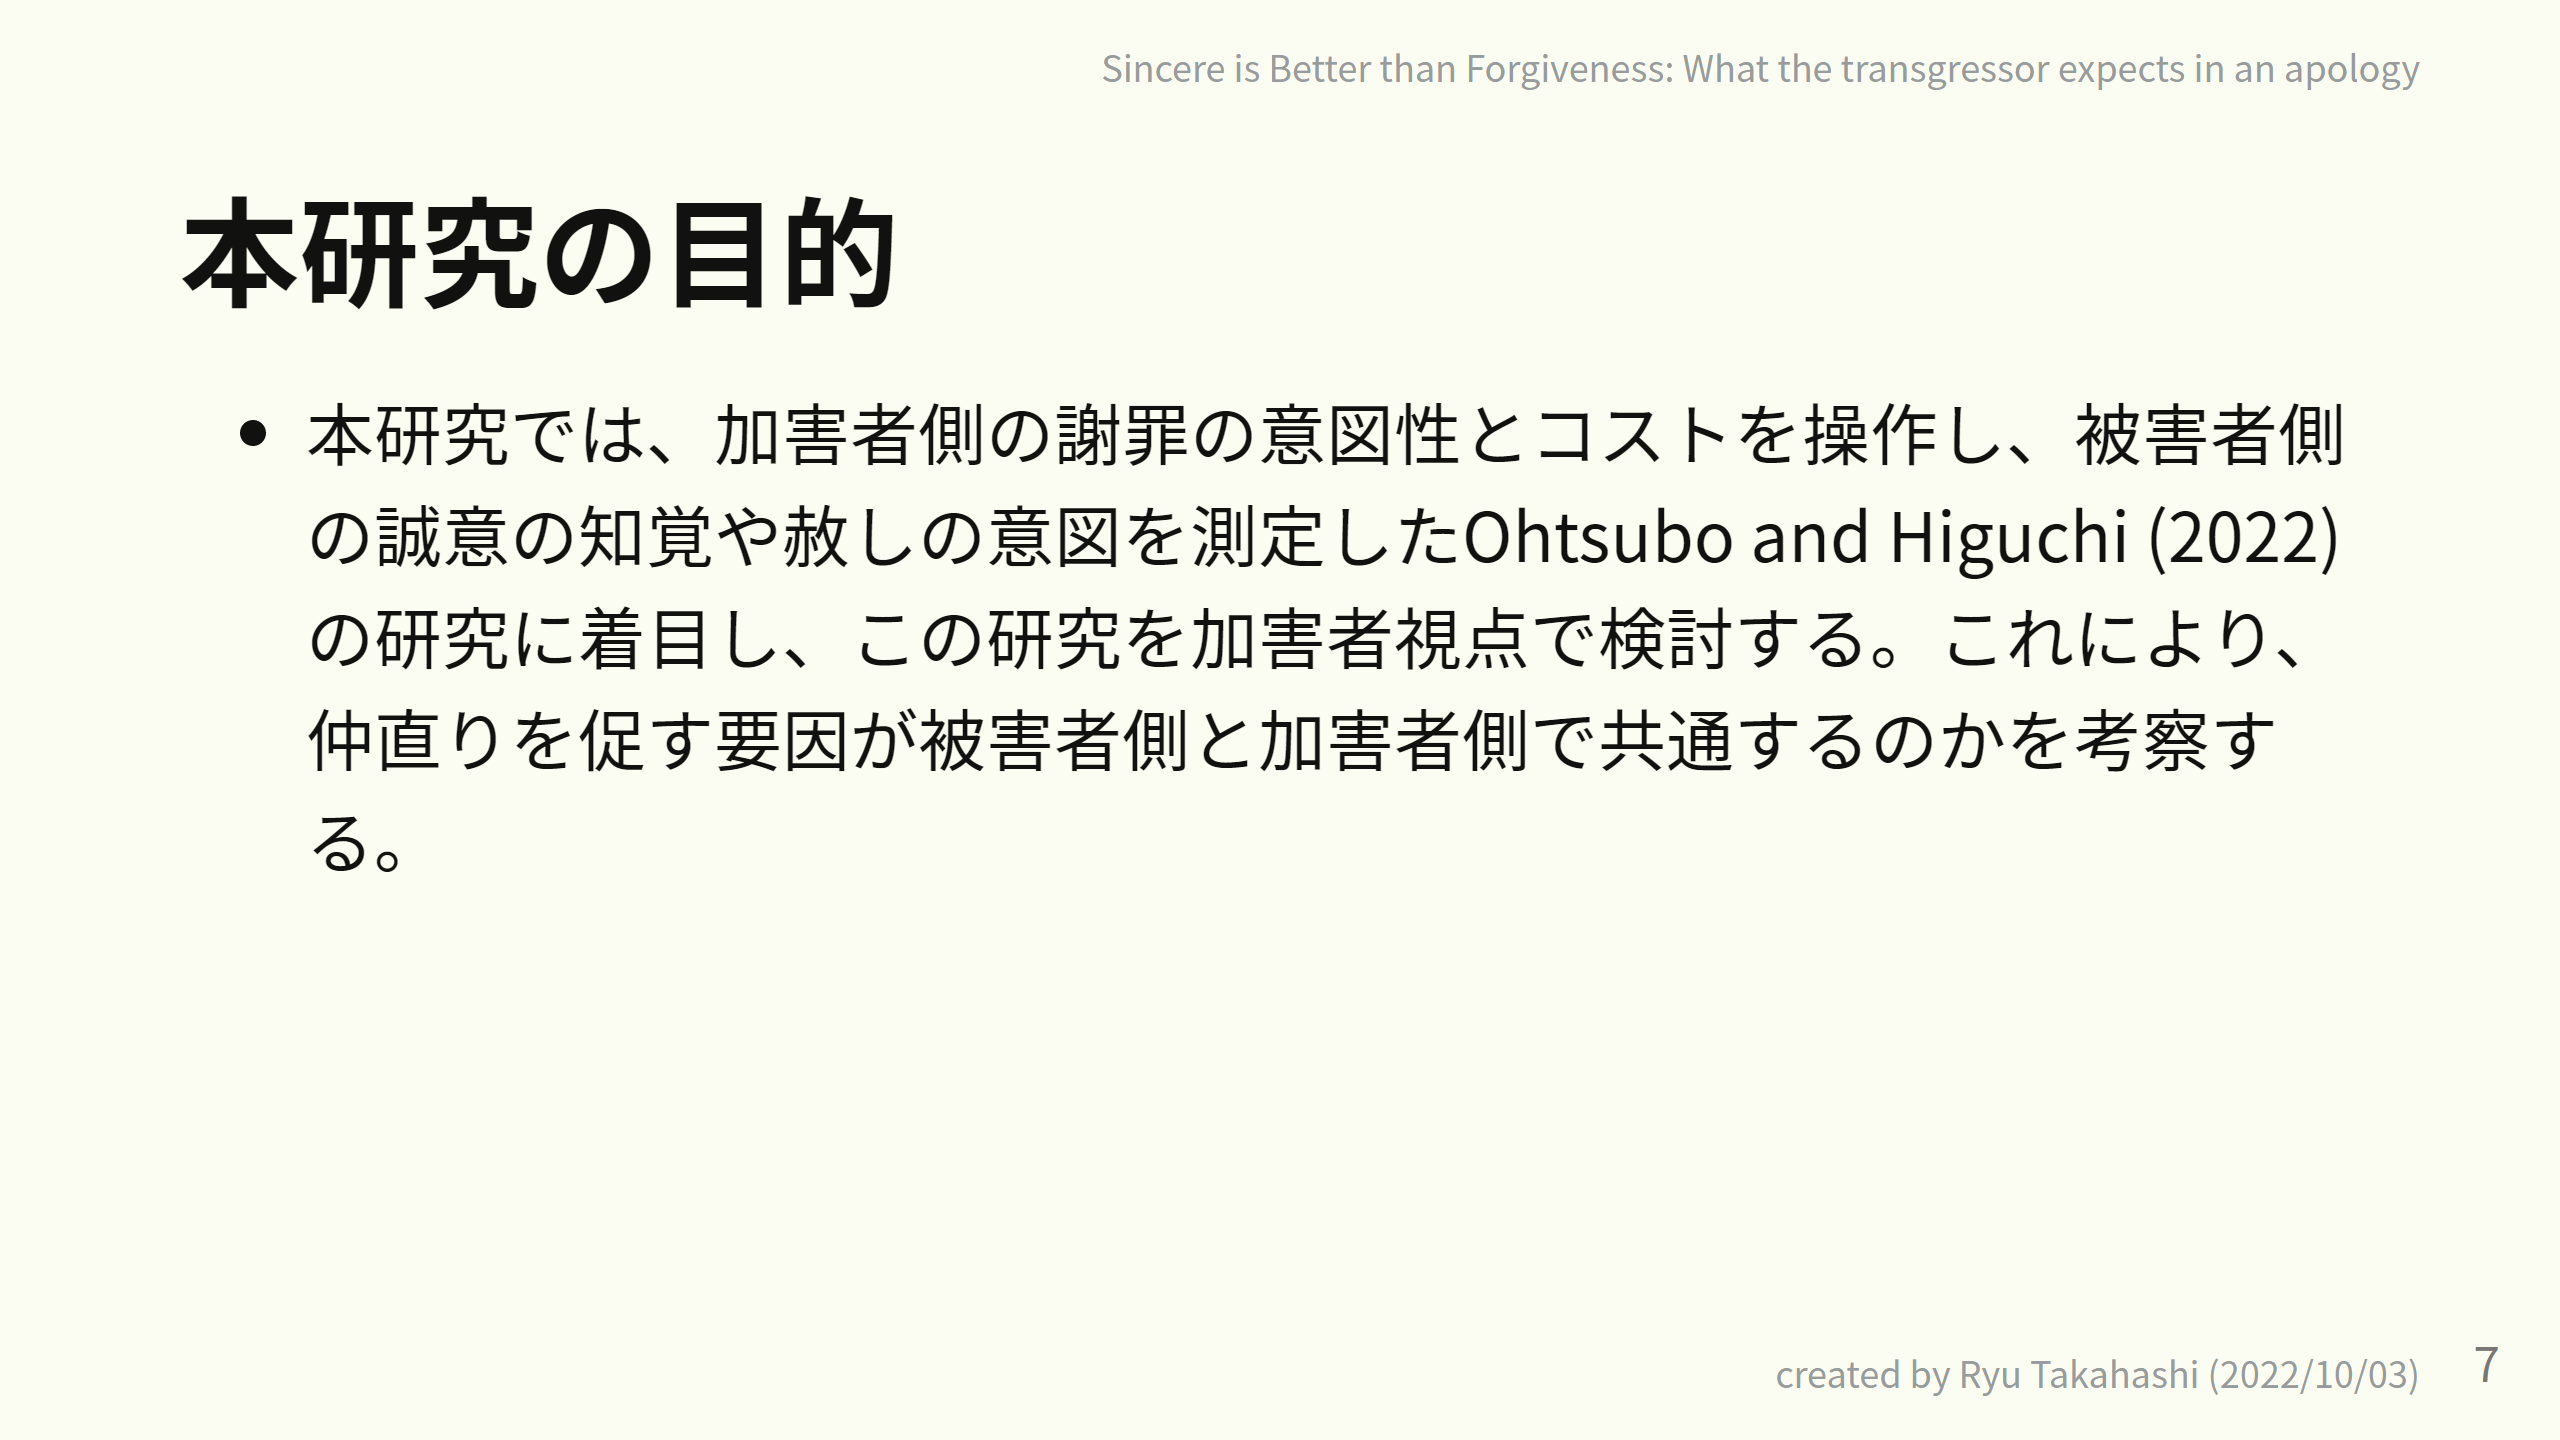 Sincere is Better than Forgiveness: What the transgressor expects in an apology
本研究の目的
• 本研究では、加害者側の謝罪の意図性とコストを操作し、被害者側
の誠意の知覚や赦しの意図を測定したOhtsubo and Higuchi (2022)
の研究に着目し、この研究を加害者視点で検討する。これにより、
仲直りを促す要因が被害者側と加害者側で共通するのかを考察す
る。
created by Ryu Takahashi (2022/10/03)
7